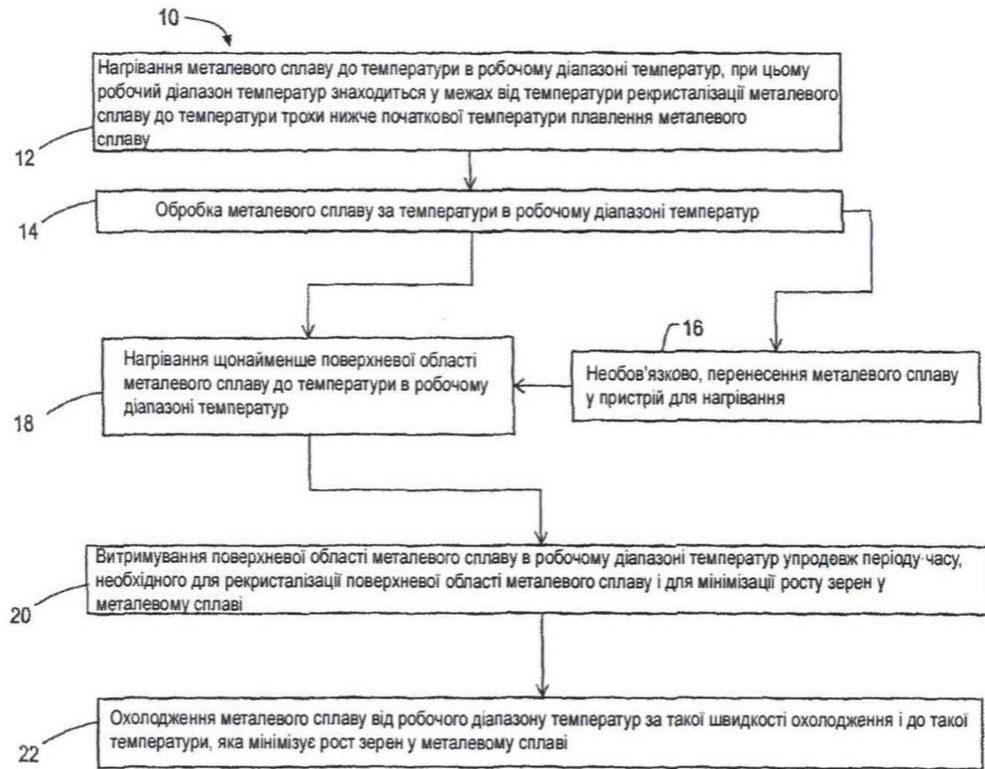 10
Нагрівання металевого сплаву до температури в робочому діапазоні температур, при цьому
робочий діапазон температур знаходиться у межах від температури рекристалізації металевого
сплаву до температури трохи нижче початкової температури плавлення металевого
сплаву
12
Обробка металевого сплаву за температури в робочому діапазоні температур
14
16
Нагрівання щонайменше поверхневої області
металевого сплаву до температури в робочому
діапазоні температур
18
Необов'язково, перенесення металевого сплаву
у пристрій для нагрівання
Витримування поверхневої області металевого сплаву в робочому діапазоні температур упродовж періоду часу,
необхідного для рекристалізації поверхневої області металевого сплаву і для мінімізації росту зерен у
металевому сплаві
20
Охолодження металевого сплаву від робочого діапазону температур за такої швидкості охолодження і до такої
температури, яка мінімізує рост зерен у металевому сплаві
22